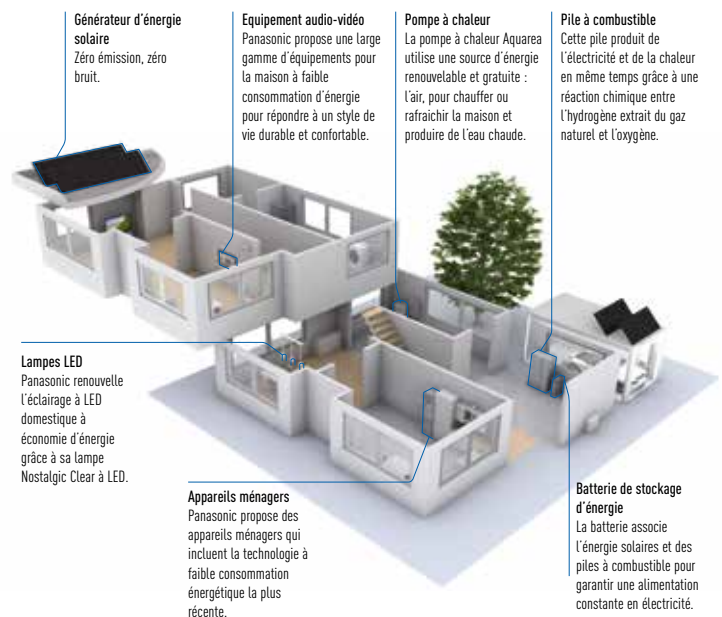 Générateur d'énergie
solaire
Zéro émission, zéro
bruit.
Equipement audio-vidéo
Panasonic propose une large
gamme d'équipements pour
la maison à faible
consommation d'énergie
pour répondre à un style de
vie durable et confortable.
Pompe à chaleur
La pompe à chaleur Aquarea
utilise une source d'énergie
renouvelable et gratuite :
l'air, pour chauffer ou
rafraichir la maison et
produire de l'eau chaude.
Pile à combustible
Cette pile produit de
l'électricité et de la chaleur
en même temps grâce à une
réaction chimique entre
l'hydrogène extrait du gaz
naturel et l'oxygène.
Lampes LED
Panasonic renouvelle
l'éclairage à LED
domestique à
économie d'énergie
grâce à sa lampe
Nostalgic Clear à LED.
Appareils ménagers
Panasonic propose des
appareils ménagers qui
incluent la technologie à
faible consommation
énergétique la plus
récente.
Batterie de stockage
d'énergie
La batterie associe
l'énergie solaires et des
piles à combustible pour
garantir une alimentation
constante en électricité.